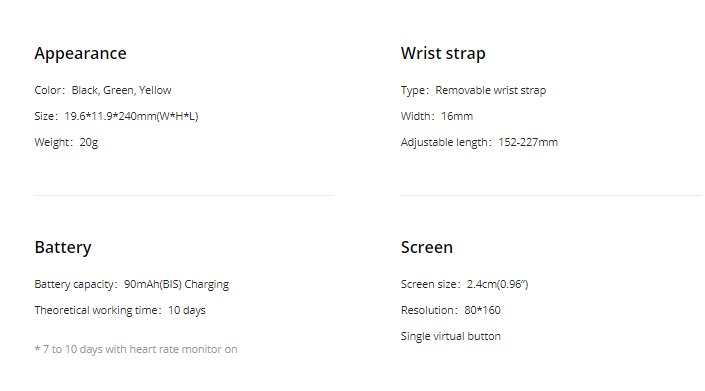 Appearance
Color: Black, Green, Yellow
Size: 19.6*11.9*240mm(W*H*L)
Weight: 20g
Wrist strap
Type: Removable wrist strap
Width: 16mm
Adjustable length: 152-227mm
Battery
Battery capacity: 90mAh(BIS) Charging
Theoretical working time: 10 days
* 7 to 10 days with heart rate monitor on
Screen
Screen size: 2.4cm(0.96”)
Resolution: 80*160
Single virtual button